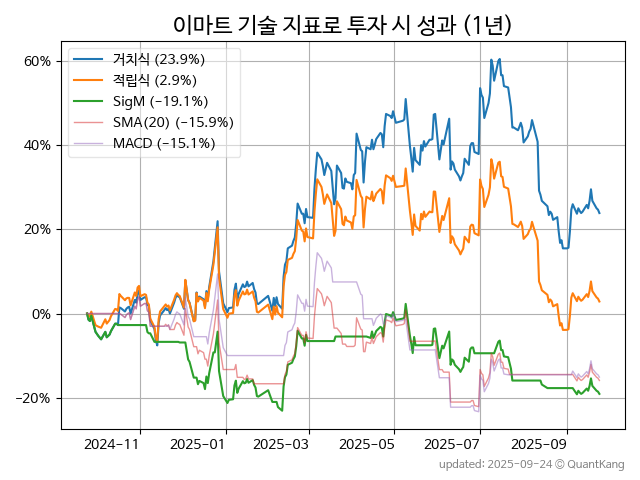 이마트 기술 지표로 투자 시 성과 (1년)
거치식 (23.9%)
적립식 (2.9%)
SigM (−19.1%)
SMA(20) (−15.9%)
MACD (−15.1%)
60%
40%
20%
0%
−20%
2024-11 2025-01 2025-03 2025-05 2025-07 2025-09
updated: 2025-09-24 ⓒ QuantKang